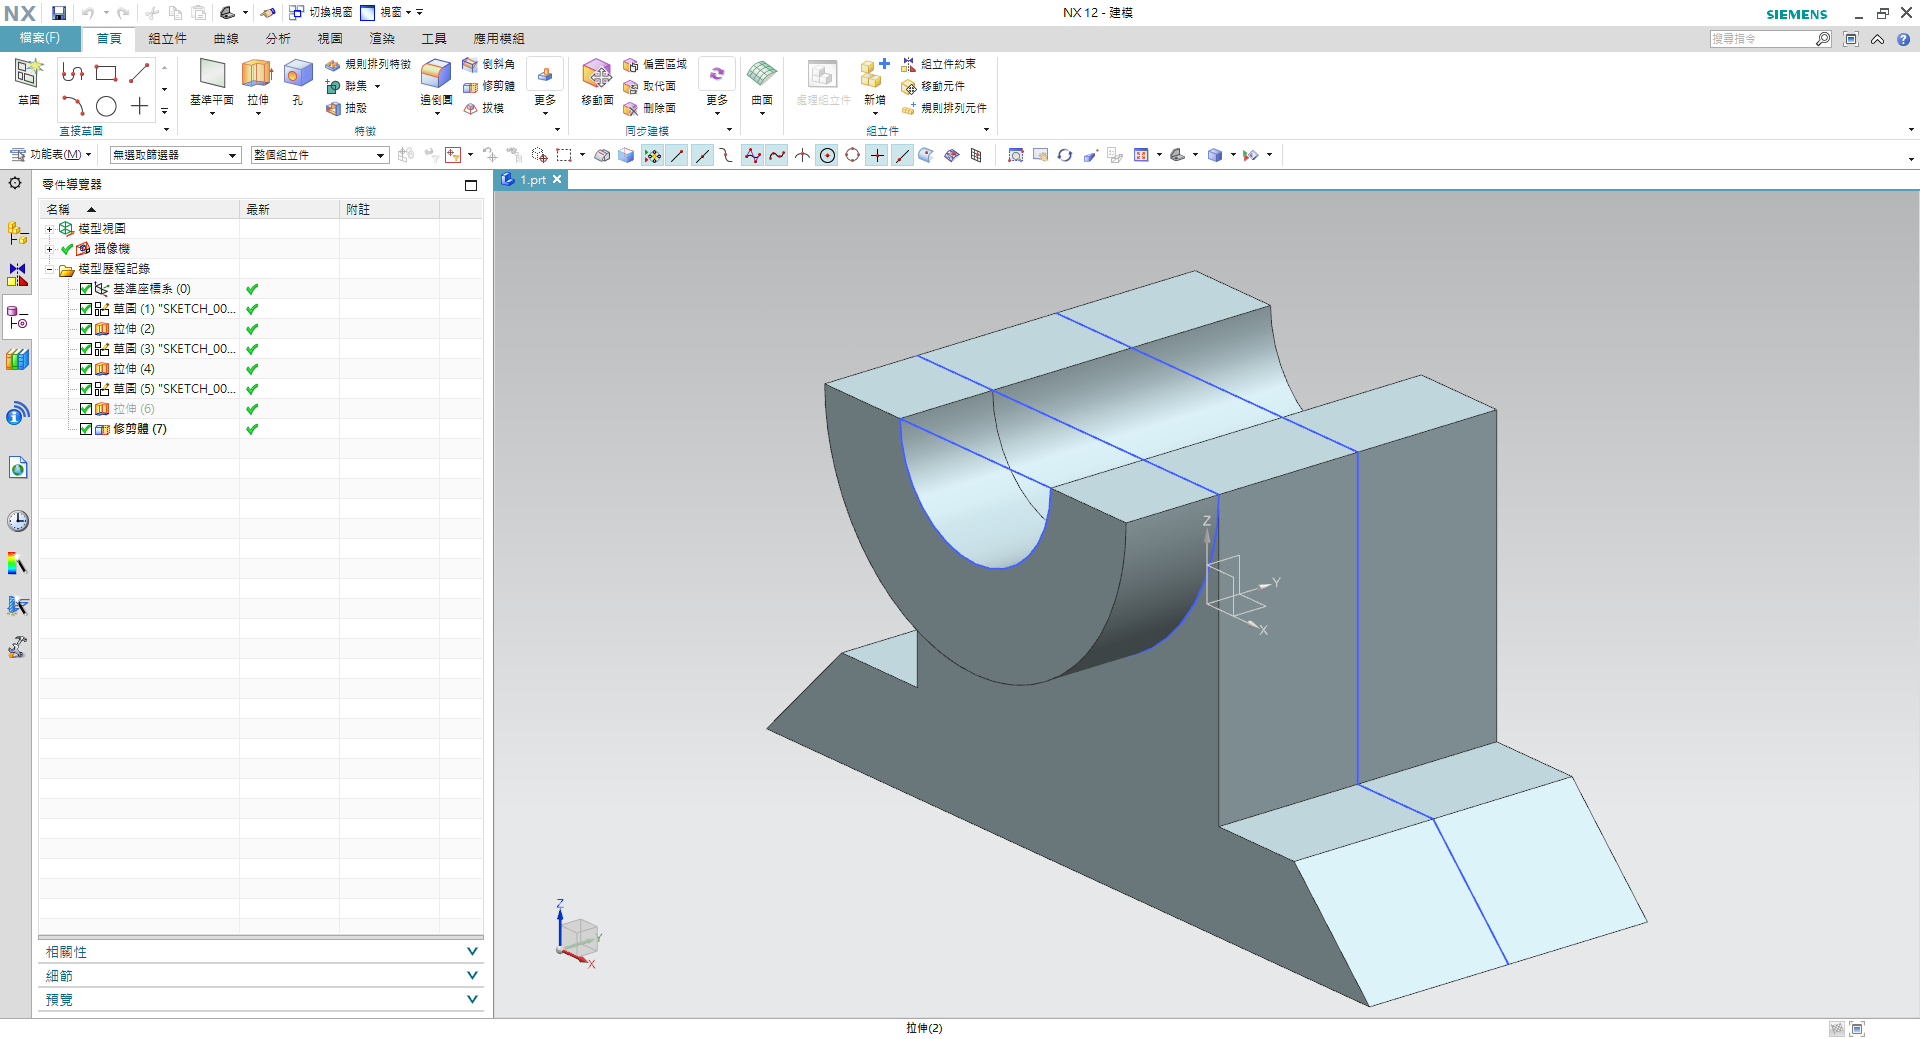 NX 切換視窗 視窗 NX 12 - 建模 SIEMENS
檔案(F) 首頁 組立件 曲線 分析 視圖 渲染 工具 應用模組 搜尋指令
草圖 直接草圖
基準平面 拉伸 孔 規則排列特徵 聯集 抽殼 邊倒圓 倒斜角 修剪體 拔模 更多 特徵
移動面 偏置區域 取代面 刪除面 更多 同步建模
曲面
處理組立件 新增 組立件約束 移動元件 規則排列元件 組立件
功能表(M) 無選取篩選器 整個組立件
零件導覽器 1.prt
名稱 最新 附註
模型視圖
攝像機
模型歷程記錄
基準座標系 (0)
草圖 (1) "SKETCH_00...
拉伸 (2)
草圖 (3) "SKETCH_00...
拉伸 (4)
草圖 (5) "SKETCH_00...
拉伸 (6)
修剪體 (7)
Z
Y
X
Z
Y
X
相關性
細節
預覽
拉伸(2)